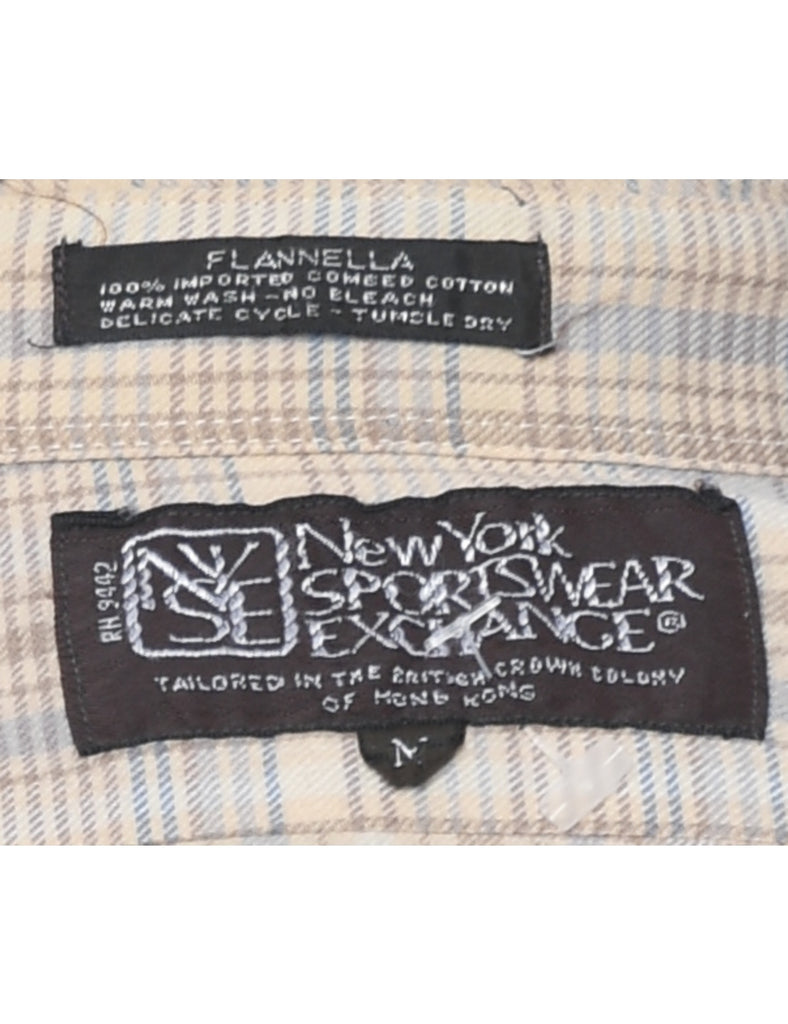 FLANNELLA
100% IMPORTED COMBED COTTON
WARM WASH - NO BLEACH
DELICATE CYCLE - TUMBLE DRY
RN 9442
NYSE
New York
SPORTSWEAR
EXCHANGE®
TAILORED IN THE BRITISH CROWN COLONY
OF HONG KONG
M